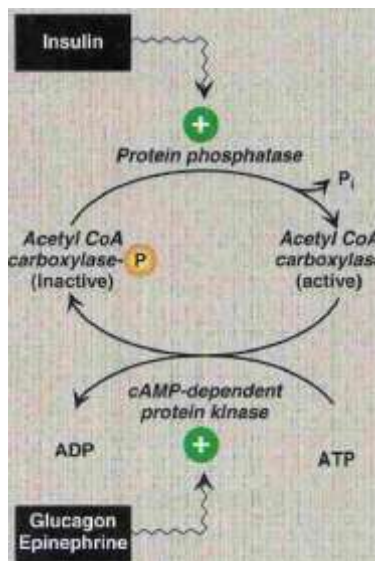 Insulin
+
Protein phosphatase
Pi
Acetyl CoA
carboxylase- P
(inactive)
Acetyl CoA
carboxylase
(active)
cAMP-dependent
protein kinase
ADP
+
ATP
Glucagon
Epinephrine